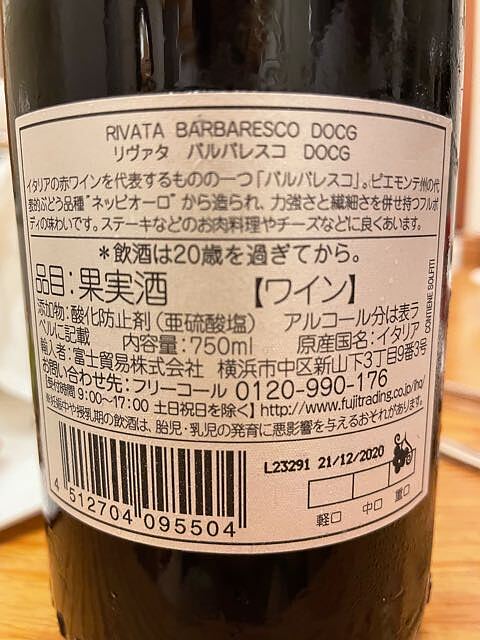 RIVATA BARBARESCO DOCG
リヴァタ バルバレスコ DOCG
イタリアの赤ワインを代表するものの一つ「バルバレスコ」。ピエモンテ州の代
表的ぶどう品種"ネッビオーロ"から造られ、力強さと繊細さを併せ持つフルボ
ディの味わいです。ステーキなどのお肉料理やチーズなどに良くあいます。
*飲酒は20歳を過ぎてから。
品目:果実酒 【ワイン】
添加物:酸化防止剤(亜硫酸塩) アルコール分は表ラ
ベルに記載 内容量:750ml 原産国名:イタリア
輸入者:富士貿易株式会社 横浜市中区新山下3丁目9番3号
お問い合わせ先:フリーコール 0120-990-176
【受付時間 9:00~17:00 土日祝日を除く】http://www.fujitrading.co.jp/ho/
※妊娠中や授乳期の飲酒は、胎児・乳児の発育に悪影響を与えるおそれがあります。
CONTIENE SOLFITI
L23291 21/12/2020
軽口 中口 重口
4 512704 095504